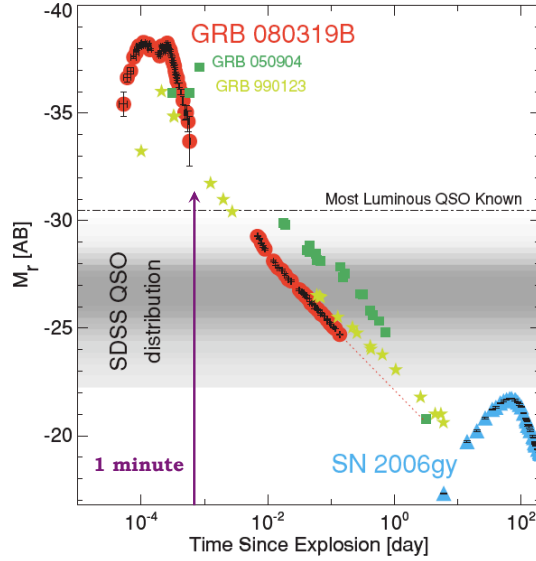 -40
GRB 080319B
GRB 050904
GRB 990123
-35
Most Luminous QSO Known
-30
M_r [AB]
SDSS QSO
distribution
-25
-20
1 minute
SN 2006gy
10^-4
10^-2
10^0
10^2
Time Since Explosion [day]